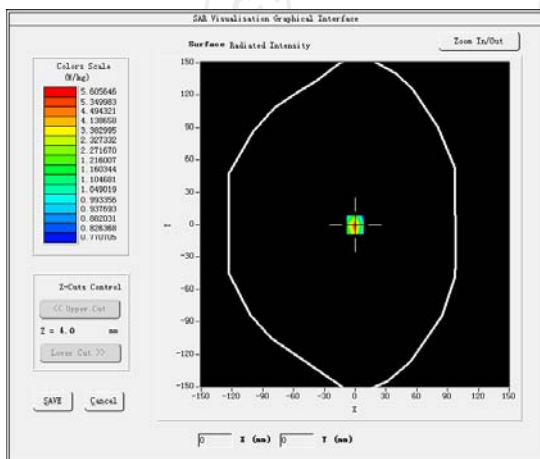 SAR Visualisation Graphical Interface
Surface Radiated Intensity
Zoom In/Out
Colors Scale
(W/kg)
5.605646
5.349983
4.494321
4.138658
3.382995
2.327332
2.271670
1.216007
1.160344
1.104681
1.049019
0.993356
0.937693
0.882031
0.826368
0.770705
150
120
90
60
30
Y
0
-30
-60
-90
-120
-150
-150 -120 -90 -60 -30 0 30 60 90 120 150
X
Z-Cuts Control
<< Upper Cut
Z = 4.0 mm
Lower Cut >>
SAVE Cancel
0 X (mm) 0 Y (mm)